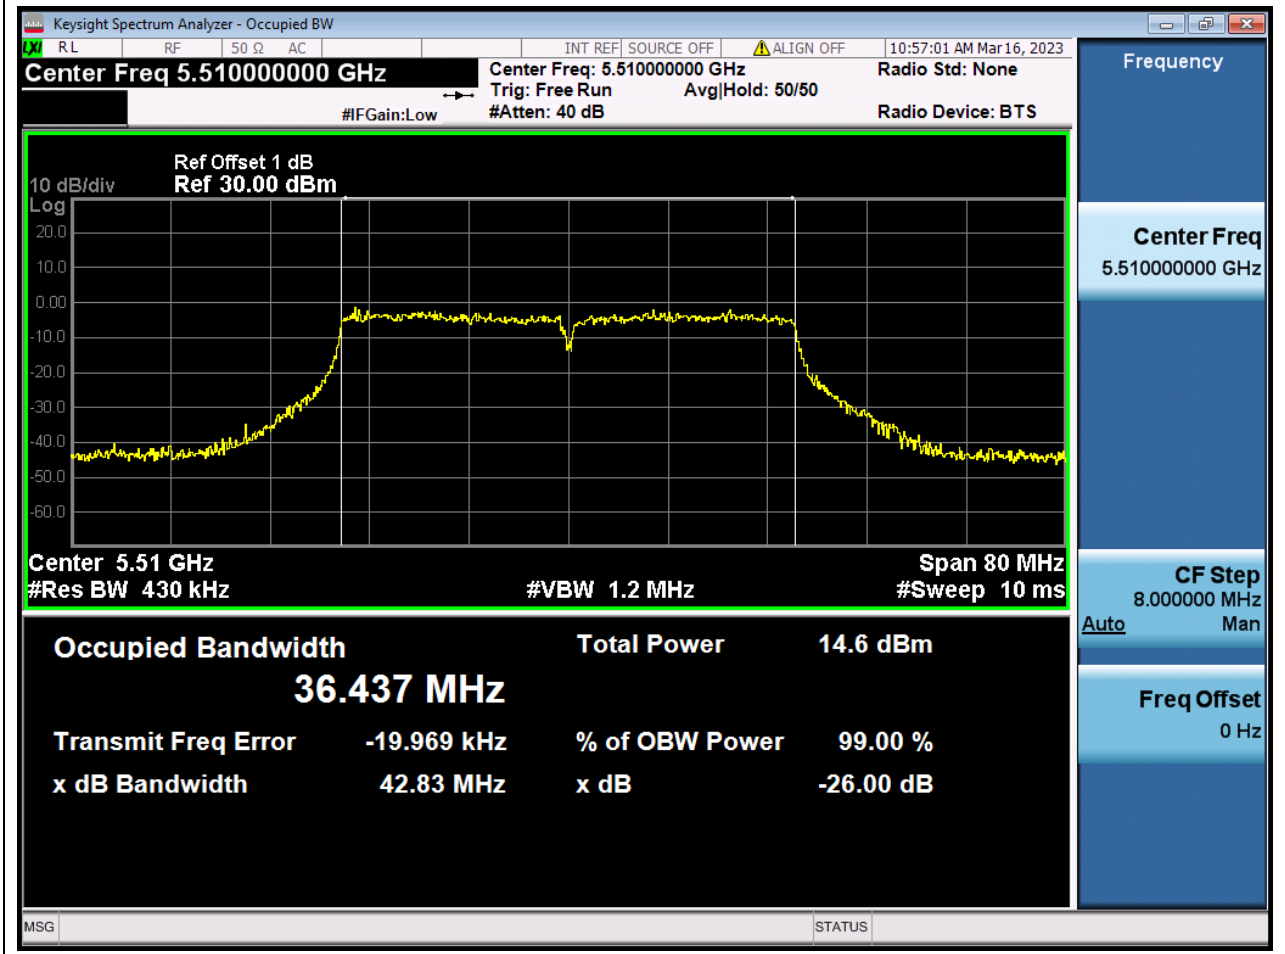 Keysight Spectrum Analyzer - Occupied BW
LXI RL RF 50 Ω AC INT REF SOURCE OFF ALIGN OFF 10:57:01 AM Mar 16, 2023
Center Freq 5.510000000 GHz
Center Freq: 5.510000000 GHz
Radio Std: None
Trig: Free Run Avg|Hold: 50/50
#IFGain:Low
#Atten: 40 dB
Radio Device: BTS
Ref Offset 1 dB
10 dB/div Ref 30.00 dBm
Log
20.0
10.0
0.00
-10.0
-20.0
-30.0
-40.0
-50.0
-60.0
Center 5.51 GHz Span 80 MHz
#Res BW 430 kHz #VBW 1.2 MHz #Sweep 10 ms
Occupied Bandwidth Total Power 14.6 dBm
36.437 MHz
Transmit Freq Error -19.969 kHz % of OBW Power 99.00 %
x dB Bandwidth 42.83 MHz x dB -26.00 dB
Frequency
Center Freq
5.510000000 GHz
CF Step
8.000000 MHz
Auto Man
Freq Offset
0 Hz
MSG STATUS